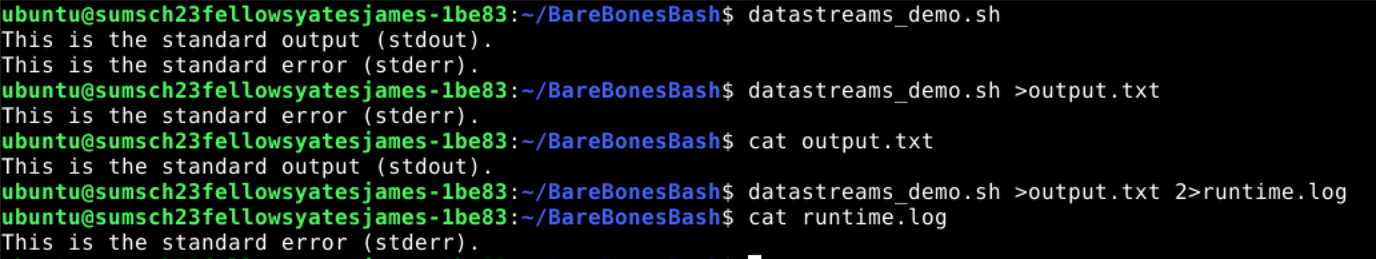 ubuntu@sumsch23fellowsyatesjames-1be83:~/BareBonesBash$ datastreams_demo.sh
This is the standard output (stdout).
This is the standard error (stderr).
ubuntu@sumsch23fellowsyatesjames-1be83:~/BareBonesBash$ datastreams_demo.sh >output.txt
This is the standard error (stderr).
ubuntu@sumsch23fellowsyatesjames-1be83:~/BareBonesBash$ cat output.txt
This is the standard output (stdout).
ubuntu@sumsch23fellowsyatesjames-1be83:~/BareBonesBash$ datastreams_demo.sh >output.txt 2>runtime.log
ubuntu@sumsch23fellowsyatesjames-1be83:~/BareBonesBash$ cat runtime.log
This is the standard error (stderr).